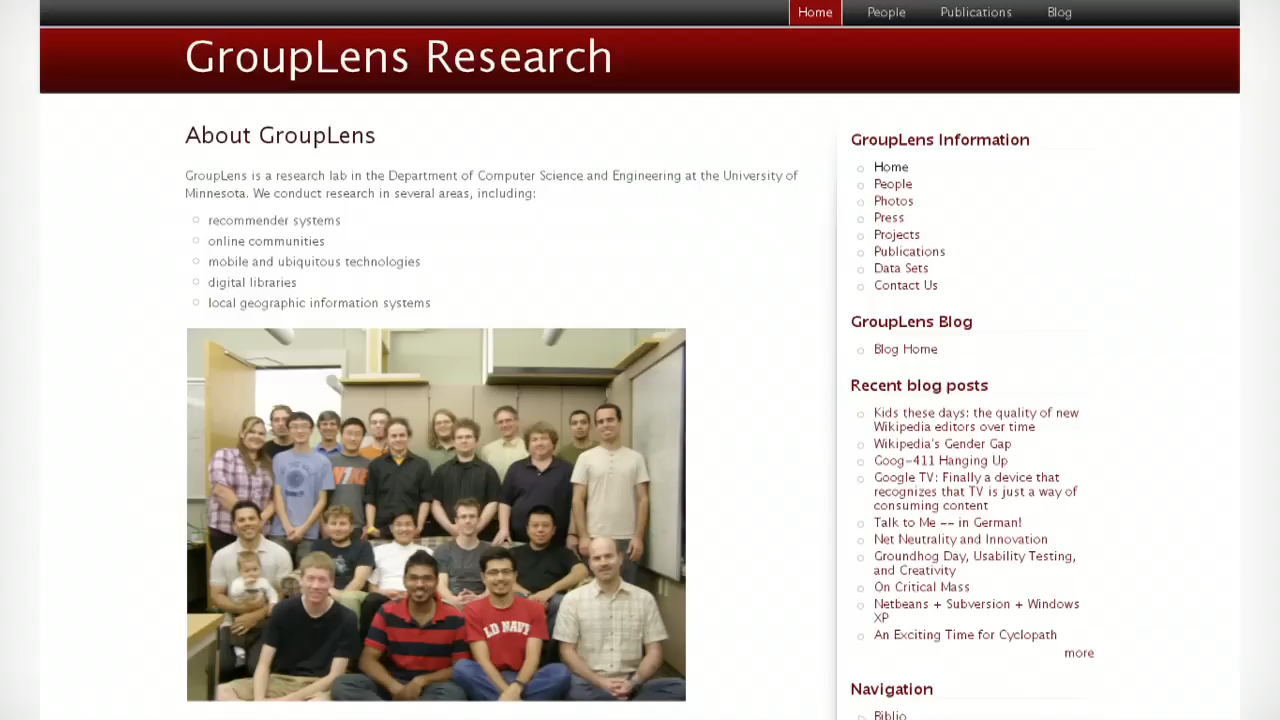 Home People Publications Blog
GroupLens Research
About GroupLens
GroupLens is a research lab in the Department of Computer Science and Engineering at the University of
Minnesota. We conduct research in several areas, including:
recommender systems
online communities
mobile and ubiquitous technologies
digital libraries
local geographic information systems
OLD NAVY
GroupLens Information
Home
People
Photos
Press
Projects
Publications
Data Sets
Contact Us
GroupLens Blog
Blog Home
Recent blog posts
Kids these days: the quality of new
Wikipedia editors over time
Wikipedia's Gender Gap
Goog-411 Hanging Up
Google TV: Finally a device that
recognizes that TV is just a way of
consuming content
Talk to Me -- in German!
Net Neutrality and Innovation
Groundhog Day, Usability Testing,
and Creativity
On Critical Mass
Netbeans + Subversion + Windows
XP
An Exciting Time for Cyclopath
more
Navigation
Biblio